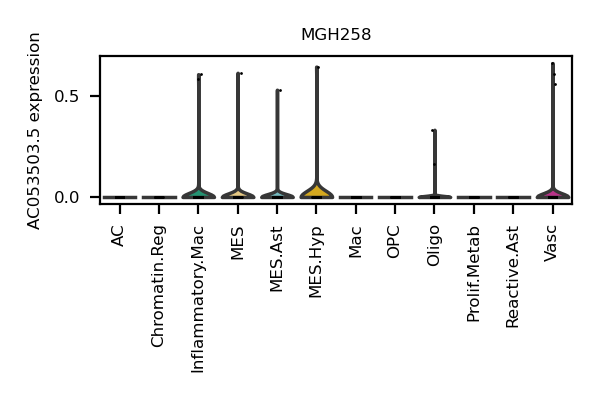 MGH258
AC053503.5 expression
0.5
0.0
AC
Chromatin.Reg
Inflammatory.Mac
MES
MES.Ast
MES.Hyp
Mac
OPC
Oligo
Prolif.Metab
Reactive.Ast
Vasc